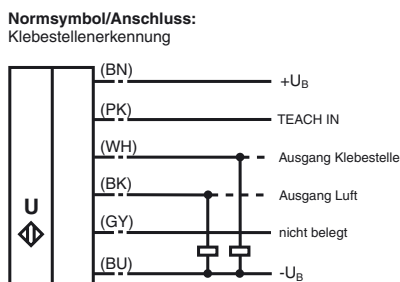 Normsymbol/Anschluss:
Klebestellenerkennung
(BN)
+UB
(PK)
TEACH IN
(WH)
Ausgang Klebestelle
(BK)
Ausgang Luft
U
(GY)
nicht belegt
(BU)
-UB